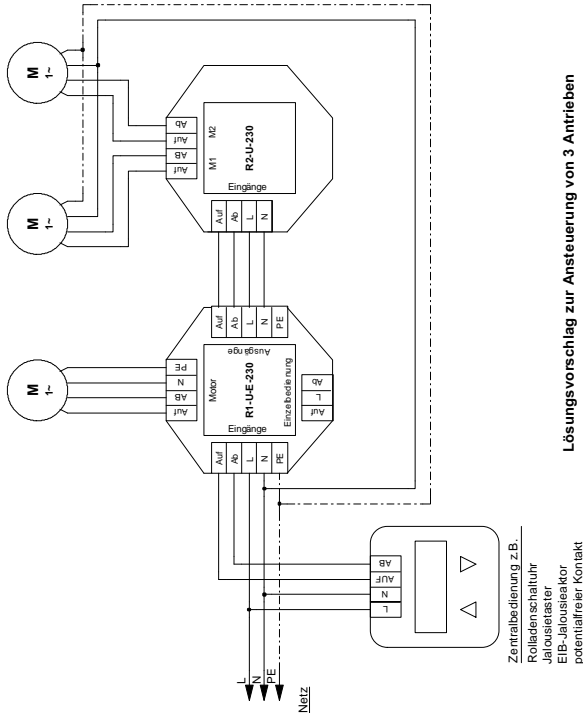 M
1~
M
1~
M
1~
Auf
AB
N
PE
Motor
R1-U-E-230
Eingänge
Auf
Ab
L
N
PE
Ausgänge
Auf
Ab
L
N
PE
Einzelbedienung
Auf
L
Ab
Auf
AB
Auf
Ab
M1
M2
R2-U-230
Eingänge
Auf
Ab
L
N
L
N
PE
Netz
L
N
AUF
AB
Zentralbedienung z.B.
Rolladenschaltuhr
Jalousietaster
EIB-Jalousieaktor
potentialfreier Kontakt
Lösungsvorschlag zur Ansteuerung von 3 Antrieben